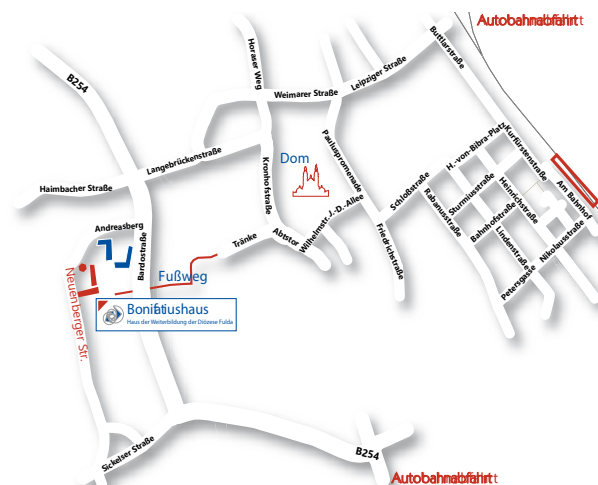 Autobahnabfahrt
B254
Horaser Weg
Buttlarstraße
Leipziger Straße
Weimarer Straße
Langebrückenstraße
Dom
Pauluspromenade
H.-von-Bibra-Platz
Kurfürstenstraße
Haimbacher Straße
Kronhofstraße
Schloßstraße
Rabanusstraße
Sturmiusstraße
Heinrichstraße
Am Bahnhof
Bahnhofstraße
Lindenstraße
Nikolausstraße
Petersgasse
Andreasberg
Bardostraße
Tränke
Abtstor
Wilhelmstr.
J.-D.-Allee
Friedrichstraße
Fußweg
Neuenberger Str.
Bonifatiushaus
Haus der Weiterbildung der Diözese Fulda
Sickelser Straße
B254
Autobahnabfahrt